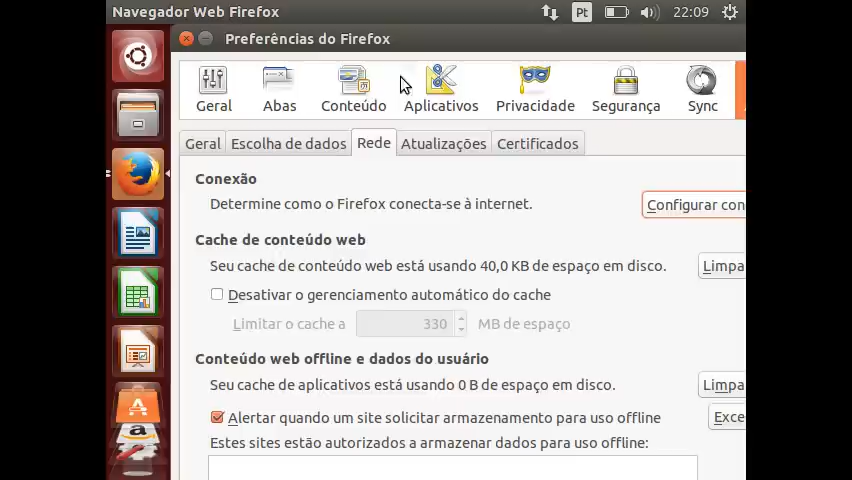 Navegador Web Firefox
Pt
22:09
Preferências do Firefox
Geral
Abas
Conteúdo
Aplicativos
Privacidade
Segurança
Sync
Geral
Escolha de dados
Rede
Atualizações
Certificados
Conexão
Determine como o Firefox conecta-se à internet.
Configurar con
Cache de conteúdo web
Seu cache de conteúdo web está usando 40,0 KB de espaço em disco.
Limpa
Desativar o gerenciamento automático do cache
Limitar o cache a
330
MB de espaço
Conteúdo web offline e dados do usuário
Seu cache de aplicativos está usando 0 B de espaço em disco.
Limpa
Alertar quando um site solicitar armazenamento para uso offline
Exce
Estes sites estão autorizados a armazenar dados para uso offline: